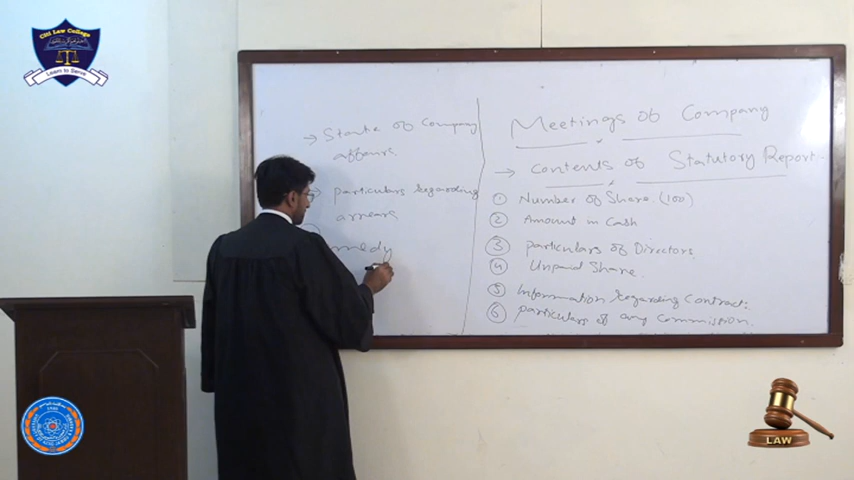 Citi Law College
Learn to Serve
→ State of Company
affairs.
→ particulars regarding
arrears
medy
Meetings of Company
→ Contents of Statutory Report.
① Number of Share (100)
② Amount in Cash
③ particulars of Directors
④ Unpaid Share.
⑤ Information regarding Contract.
⑥ particulars of any Commission.
LAW